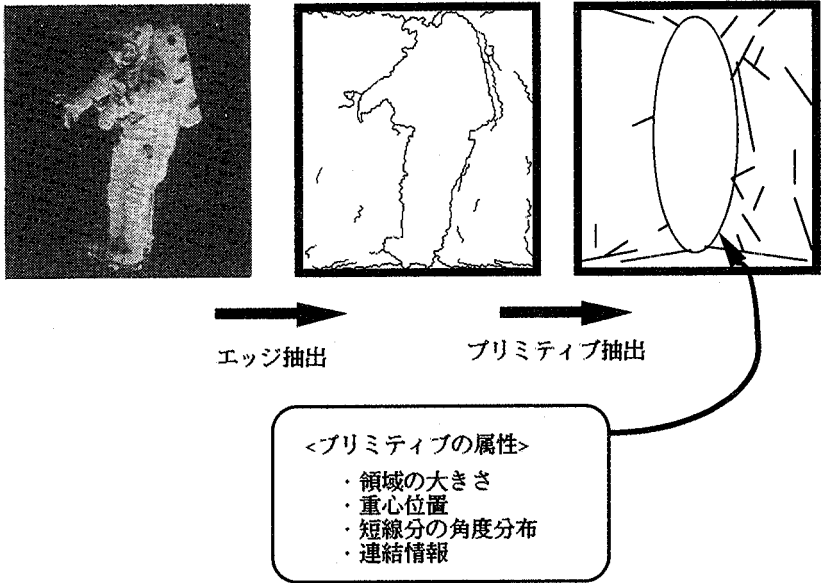 エッジ抽出
プリミティブ抽出
<プリミティブの属性>
・領域の大きさ
・重心位置
・短線分の角度分布
・連結情報